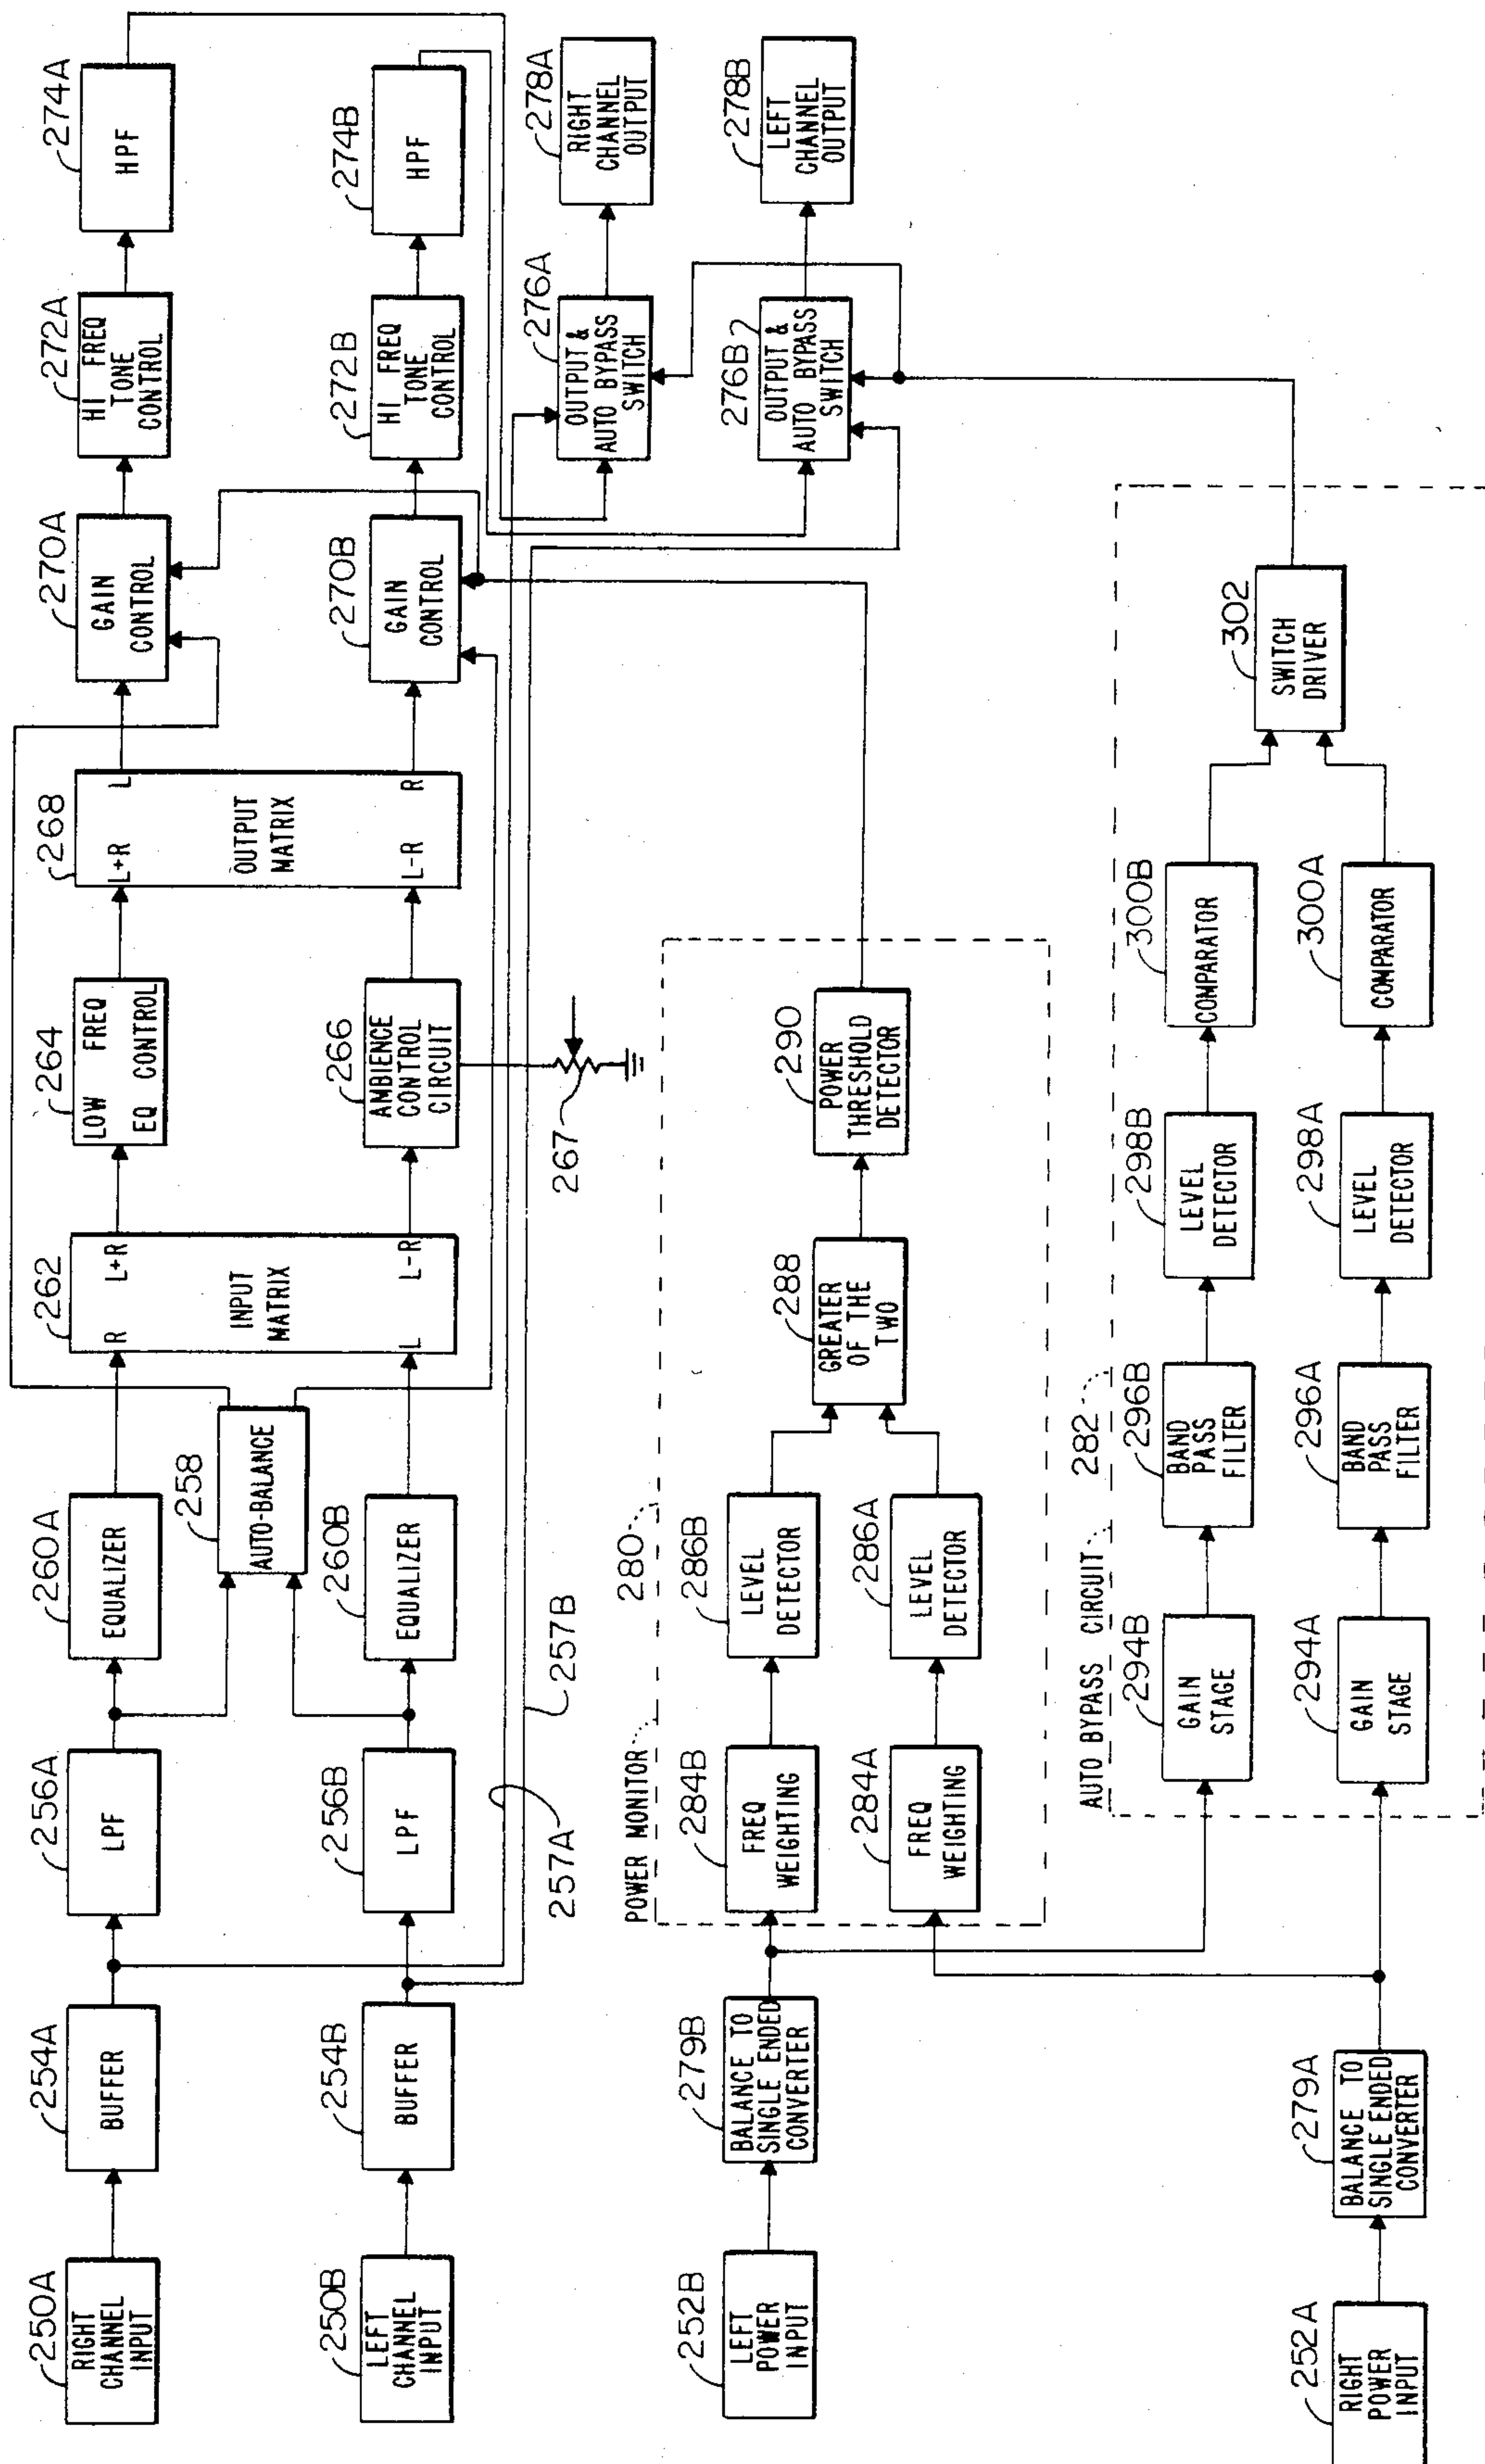 250A
RIGHT
CHANNEL
INPUT
254A
BUFFER
256A
LPF
260A
EQUALIZER
258
AUTO-BALANCE
262
R
L+R
INPUT
MATRIX
L
L-R
264
LOW FREQ
EQ CONTROL
268
L+R
L
OUTPUT
MATRIX
L-R
R
270A
GAIN
CONTROL
272A
HI FREQ
TONE
CONTROL
274A
HPF
250B
LEFT
CHANNEL
INPUT
254B
BUFFER
256B
LPF
260B
EQUALIZER
266
AMBIENCE
CONTROL
CIRCUIT
267
270B
GAIN
CONTROL
272B
HI FREQ
TONE
CONTROL
274B
HPF
257A
257B
276A
OUTPUT &
AUTO BYPASS
SWITCH
278A
RIGHT
CHANNEL
OUTPUT
276B
OUTPUT &
AUTO BYPASS
SWITCH
278B
LEFT
CHANNEL
OUTPUT
252B
LEFT
POWER
INPUT
279B
BALANCE TO
SINGLE ENDED
CONVERTER
POWER MONITOR
280
284B
FREQ
WEIGHTING
286B
LEVEL
DETECTOR
284A
FREQ
WEIGHTING
286A
LEVEL
DETECTOR
288
GREATER
OF THE
TWO
290
POWER
THRESHOLD
DETECTOR
AUTO BYPASS CIRCUIT
282
294B
GAIN
STAGE
296B
BAND
PASS
FILTER
298B
LEVEL
DETECTOR
300B
COMPARATOR
302
SWITCH
DRIVER
252A
RIGHT
POWER
INPUT
279A
BALANCE TO
SINGLE ENDED
CONVERTER
294A
GAIN
STAGE
296A
BAND
PASS
FILTER
298A
LEVEL
DETECTOR
300A
COMPARATOR